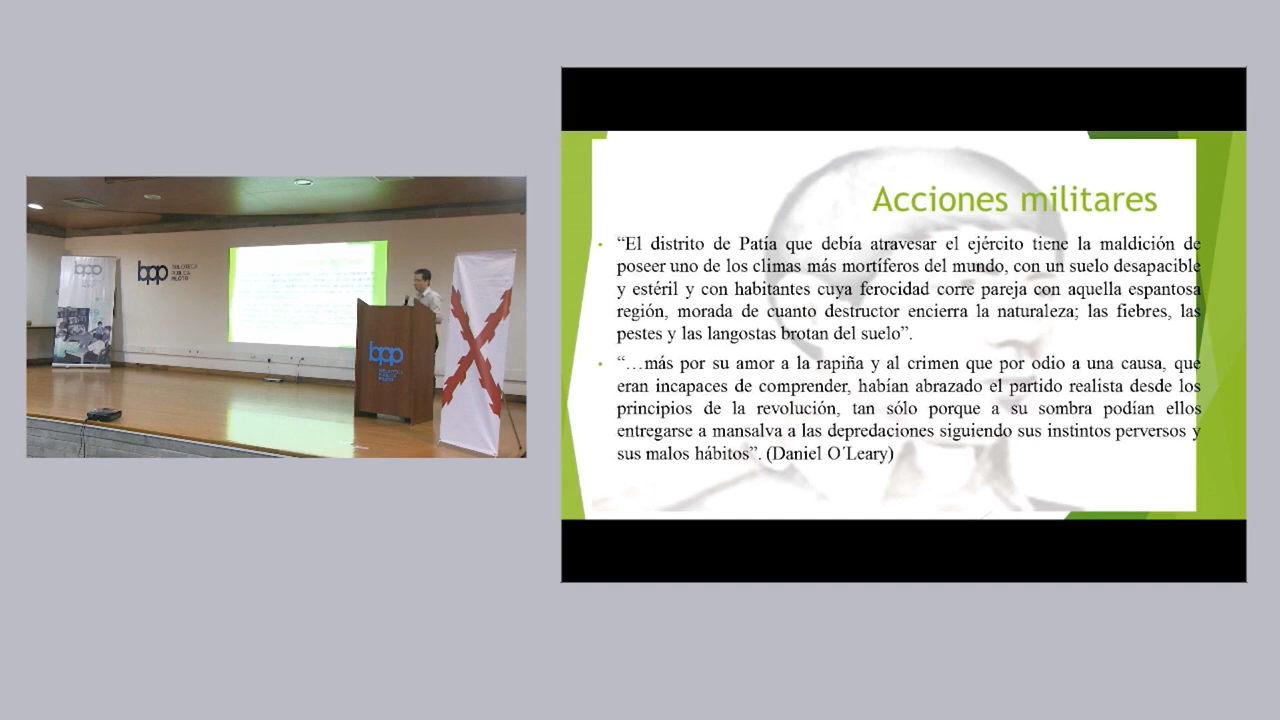 bpp
bpp
BIBLIOTECA
PÚBLICA
PILOTO
bpp
Acciones militares
• “El distrito de Patía que debía atravesar el ejército tiene la maldición de
poseer uno de los climas más mortíferos del mundo, con un suelo desapacible
y estéril y con habitantes cuya ferocidad corre pareja con aquella espantosa
región, morada de cuanto destructor encierra la naturaleza; las fiebres, las
pestes y las langostas brotan del suelo”.
• “…más por su amor a la rapiña y al crimen que por odio a una causa, que
eran incapaces de comprender, habían abrazado el partido realista desde los
principios de la revolución, tan sólo porque a su sombra podían ellos
entregarse a mansalva a las depredaciones siguiendo sus instintos perversos y
sus malos hábitos”. (Daniel O´Leary)